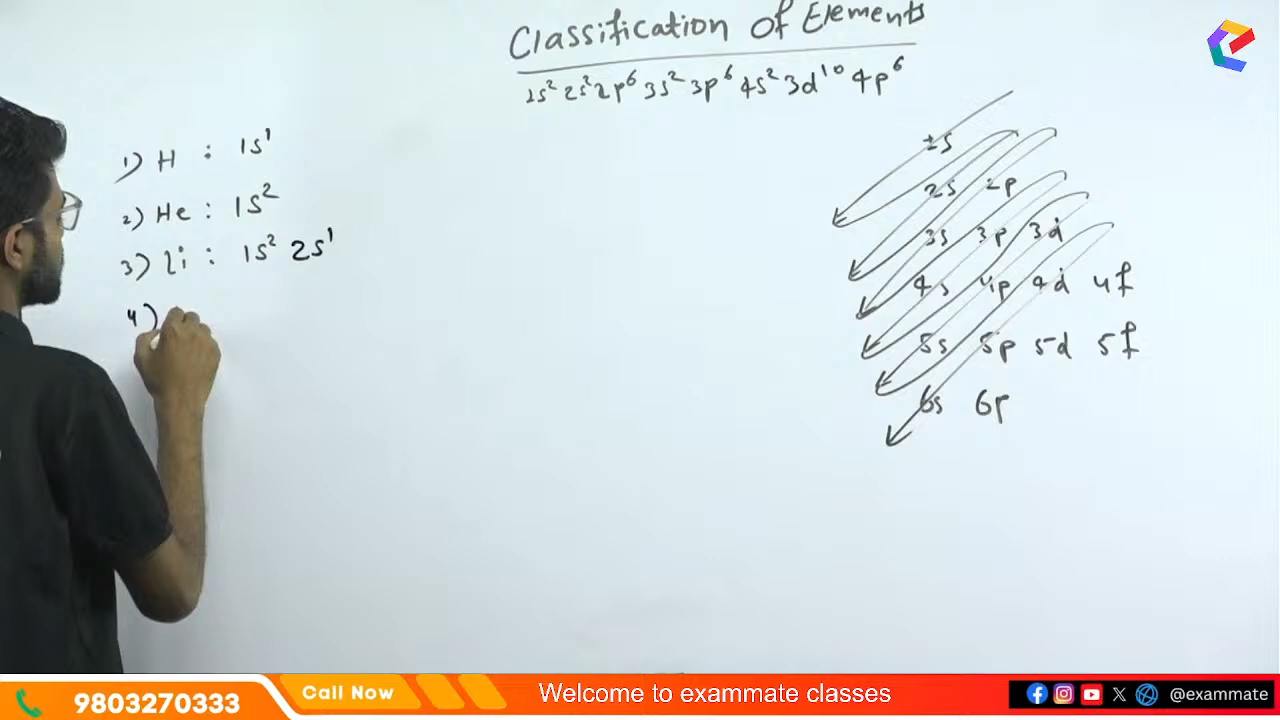 Classification of Elements
2s² 2s² 2p⁶ 3s² 3p⁶ 4s² 3d¹⁰ 4p⁶
1) H : 1s¹
2) He : 1s²
3) Li : 1s² 2s¹
4)
1s
2s 2p
3s 3p 3d
4s 4p 4d 4f
5s 5p 5d 5f
6s 6p
9803270333
Call Now
Welcome to exammate classes
@exammate